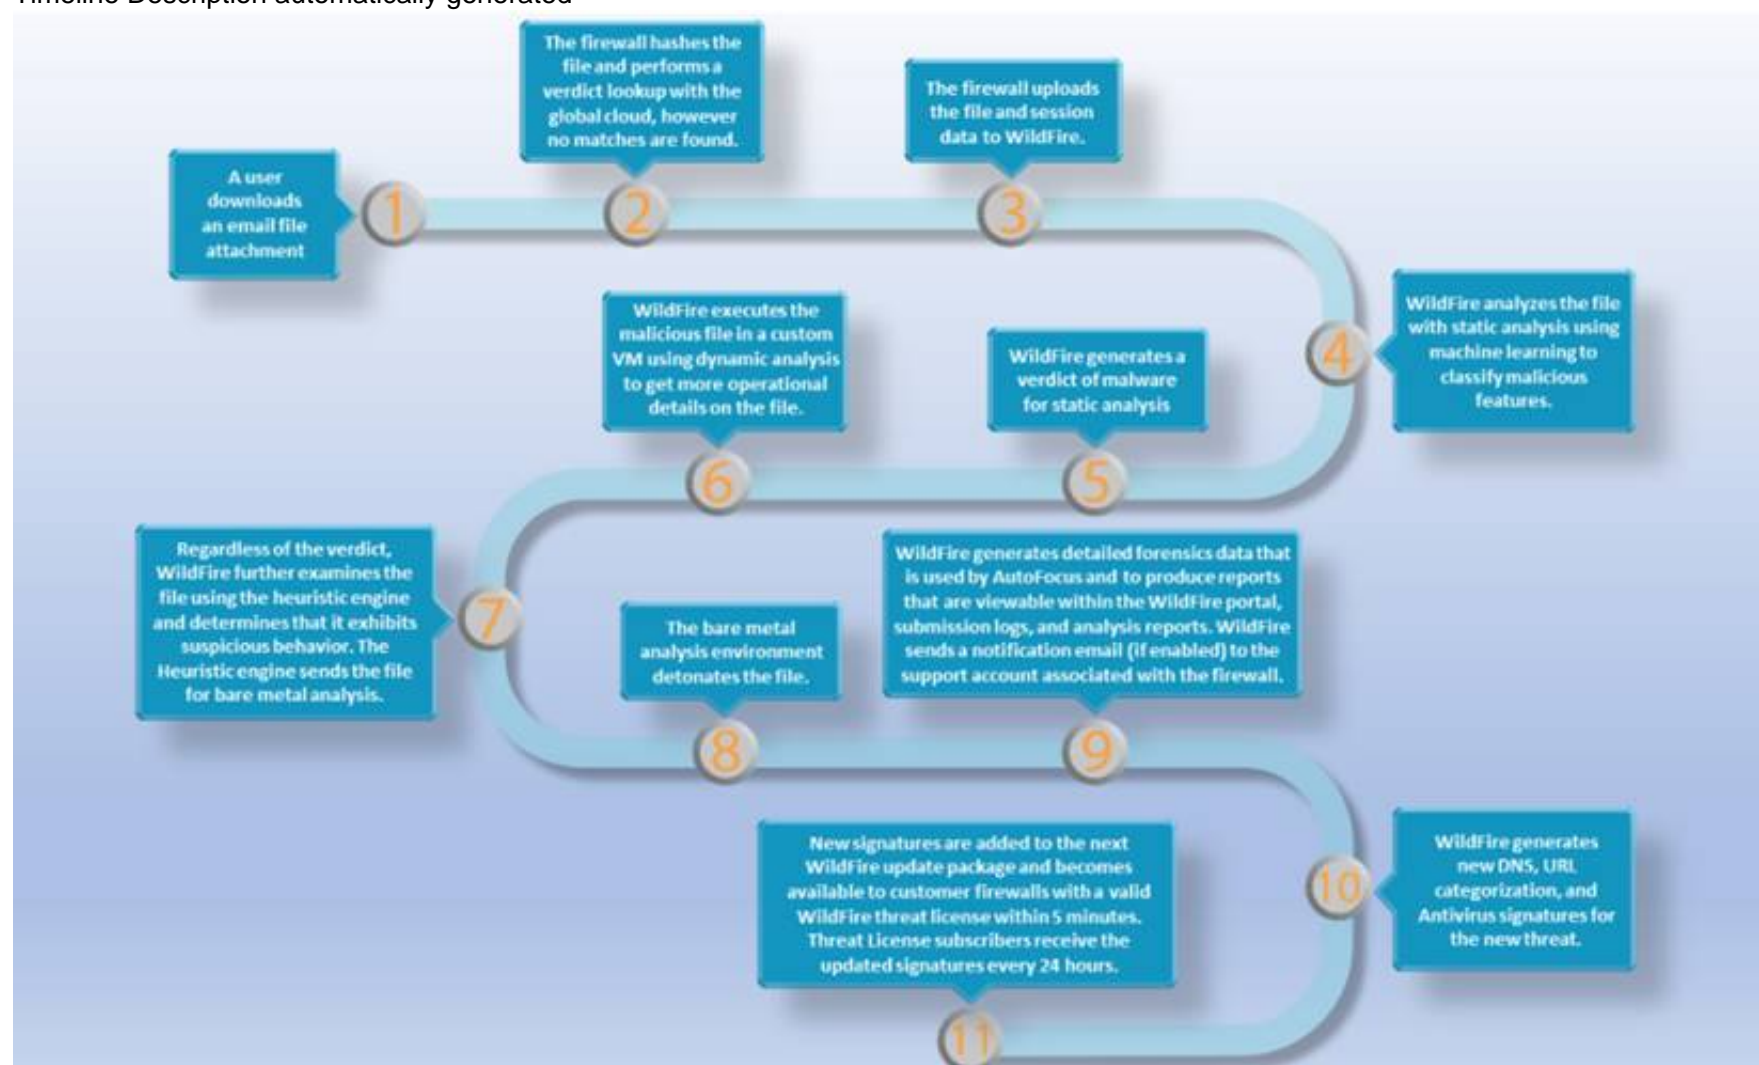 Timeline Description automatically generated
A user
downloads
an email file
attachment
1
The firewall hashes the
file and performs a
verdict lookup with the
global cloud, however
no matches are found.
2
The firewall uploads
the file and session
data to WildFire.
3
WildFire analyzes the file
with static analysis using
machine learning to
classify malicious
features.
4
WildFire generates a
verdict of malware
for static analysis
5
WildFire executes the
malicious file in a custom
VM using dynamic analysis
to get more operational
details on the file.
6
Regardless of the verdict,
WildFire further examines the
file using the heuristic engine
and determines that it exhibits
suspicious behavior. The
Heuristic engine sends the file
for bare metal analysis.
7
The bare metal
analysis environment
detonates the file.
8
WildFire generates detailed forensics data that
is used by AutoFocus and to produce reports
that are viewable within the WildFire portal,
submission logs, and analysis reports. WildFire
sends a notification email (if enabled) to the
support account associated with the firewall.
9
WildFire generates
new DNS, URL
categorization, and
Antivirus signatures for
the new threat.
10
New signatures are added to the next
WildFire update package and becomes
available to customer firewalls with a valid
WildFire threat license within 5 minutes.
Threat License subscribers receive the
updated signatures every 24 hours.
11